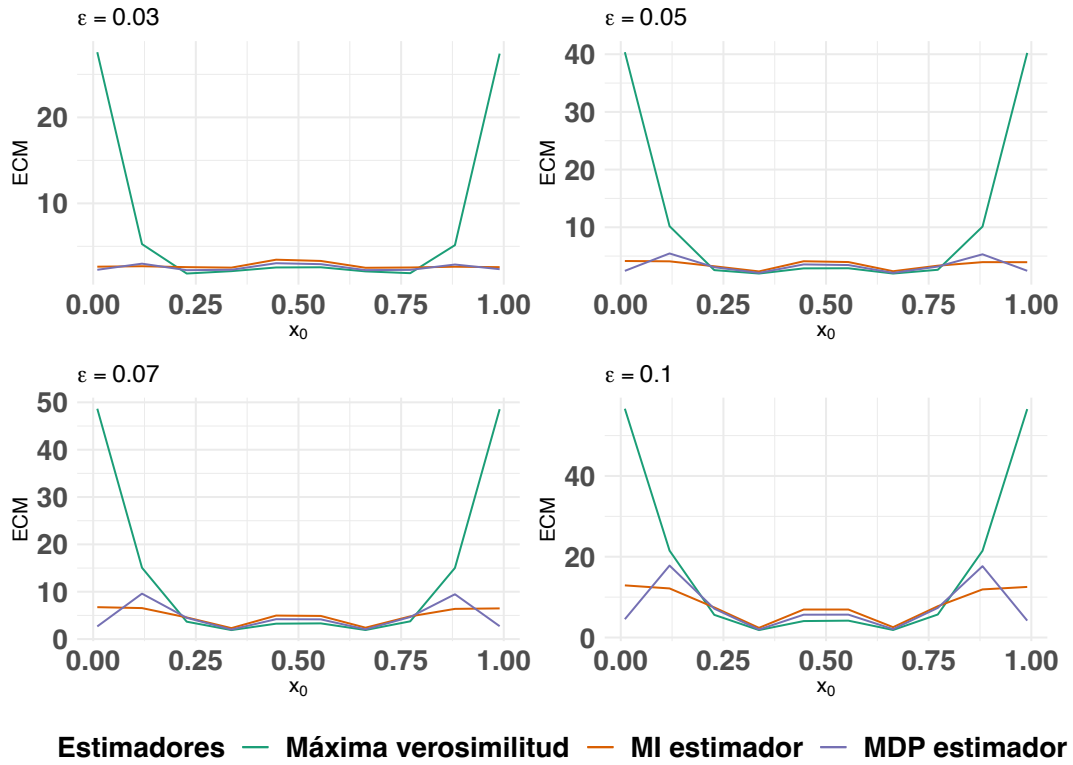 ε = 0.03
ECM
20
10
0.00 0.25 0.50 0.75 1.00
x₀
ε = 0.05
ECM
40
30
20
10
0.00 0.25 0.50 0.75 1.00
x₀
ε = 0.07
ECM
50
40
30
20
10
0
0.00 0.25 0.50 0.75 1.00
x₀
ε = 0.1
ECM
40
20
0
0.00 0.25 0.50 0.75 1.00
x₀
Estimadores Máxima verosimilitud MI estimador MDP estimador